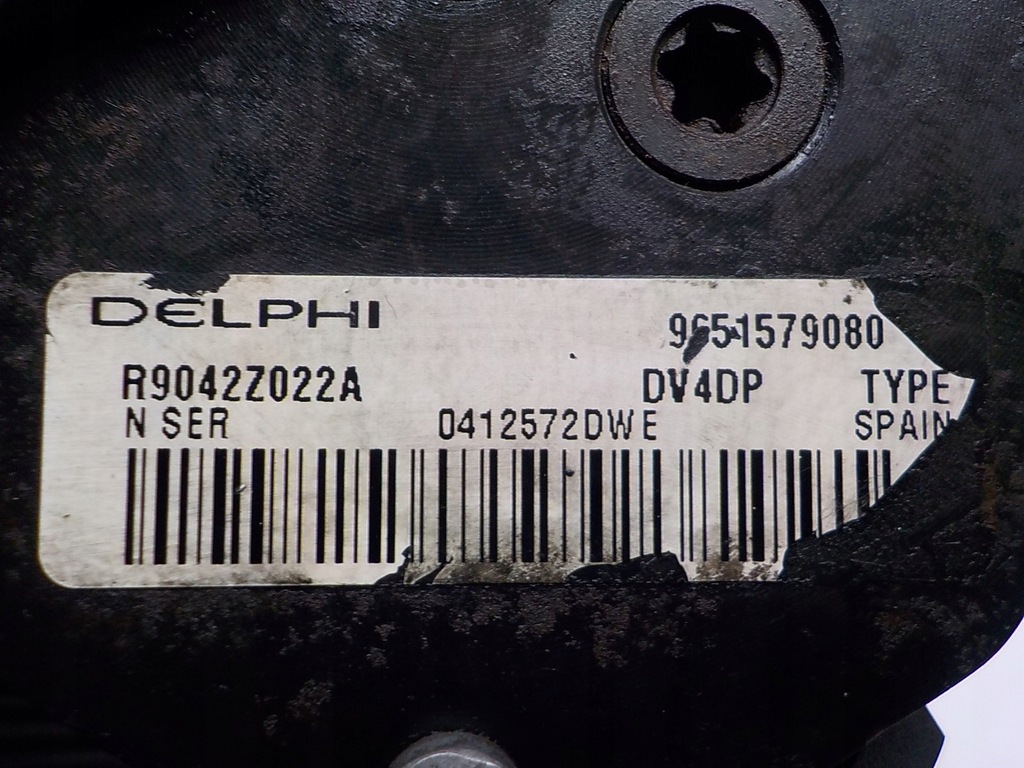 DELPHI
9651579080
R9042Z022A DV4DP TYPE
N SER 0412572DWE SPAIN